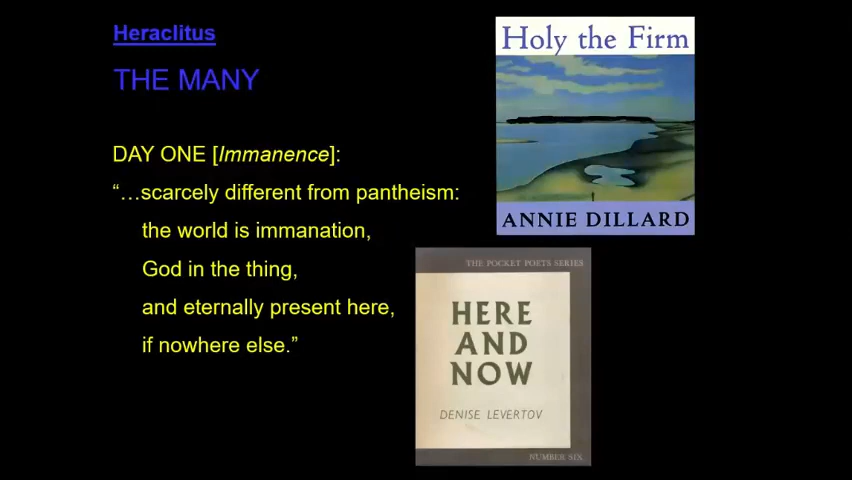 Heraclitus
THE MANY
DAY ONE [Immanence]:
“…scarcely different from pantheism:
the world is immanation,
God in the thing,
and eternally present here,
if nowhere else.”
Holy the Firm
ANNIE DILLARD
THE POCKET POETS SERIES
HERE
AND
NOW
DENISE LEVERTOV
NUMBER SIX